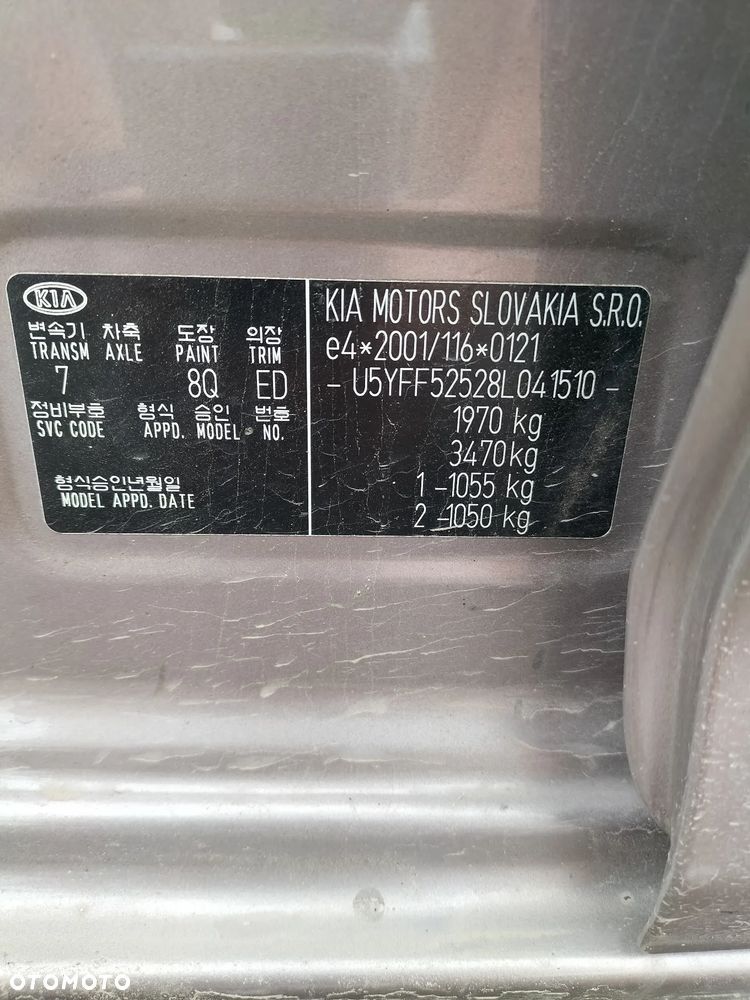 KIA
변속기 차축 도장 의장
TRANSM AXLE PAINT TRIM
7 8Q ED
정비부호 형식 승인 번호
SVC CODE APPD. MODEL NO.
형식승인년월일
MODEL APPD. DATE
KIA MOTORS SLOVAKIA S.R.O.
e4*2001/116*0121
- U5YFF52528L041510 -
1970 kg
3470kg
1 -1055 kg
2 -1050 kg
OTOMOTO